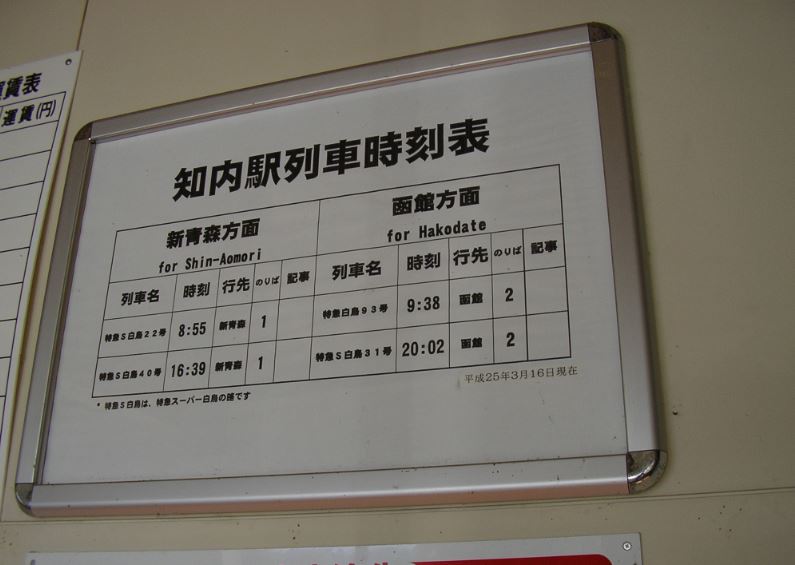 賃表
運賃(円)
知内駅列車時刻表
新青森方面 函館方面
for Shin-Aomori for Hakodate
列車名 時刻 行先 のりば 記事 列車名 時刻 行先 のりば 記事
特急S白鳥22号 8:55 新青森 1 特急白鳥93号 9:38 函館 2
特急S白鳥40号 16:39 新青森 1 特急S白鳥31号 20:02 函館 2
* 特急S白鳥は、特急スーパー白鳥の略です
平成25年3月16日現在